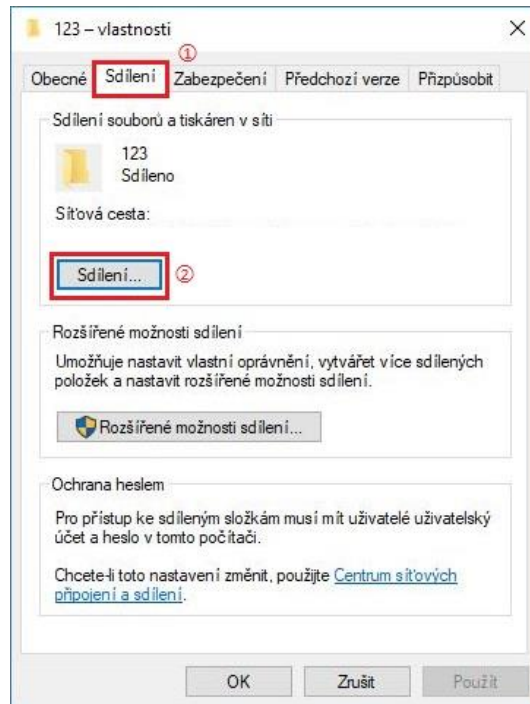 123 – vlastnosti
①
Obecné Sdílení Zabezpečení Předchozí verze Přizpůsobit
Sdílení souborů a tiskáren v síti
123
Sdíleno
Síťová cesta:
Sdílení... ②
Rozšířené možnosti sdílení
Umožňuje nastavit vlastní oprávnění, vytvářet více sdílených
položek a nastavit rozšířené možnosti sdílení.
Rozšířené možnosti sdílení...
Ochrana heslem
Pro přístup ke sdíleným složkám musí mít uživatelé uživatelský
účet a heslo v tomto počítači.
Chcete-li toto nastavení změnit, použijte Centrum síťových
připojení a sdílení.
OK Zrušit Použít